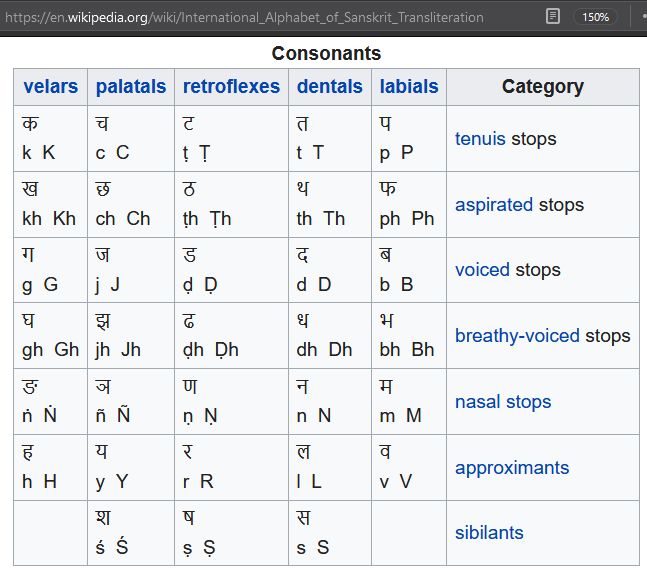 https://en.wikipedia.org/wiki/International_Alphabet_of_Sanskrit_Transliteration 150%
Consonants
velars palatals retroflexes dentals labials Category
क च ट त प
k K c C ṭ Ṭ t T p P tenuis stops
ख छ ठ थ फ
kh Kh ch Ch ṭh Ṭh th Th ph Ph aspirated stops
ग ज ड द ब
g G j J ḍ Ḍ d D b B voiced stops
घ झ ढ ध भ
gh Gh jh Jh ḍh Ḍh dh Dh bh Bh breathy-voiced stops
ङ ञ ण न म
ṅ Ṅ ñ Ñ ṇ Ṇ n N m M nasal stops
ह य र ल व
h H y Y r R l L v V approximants
श ष स
ś Ś ṣ Ṣ s S sibilants